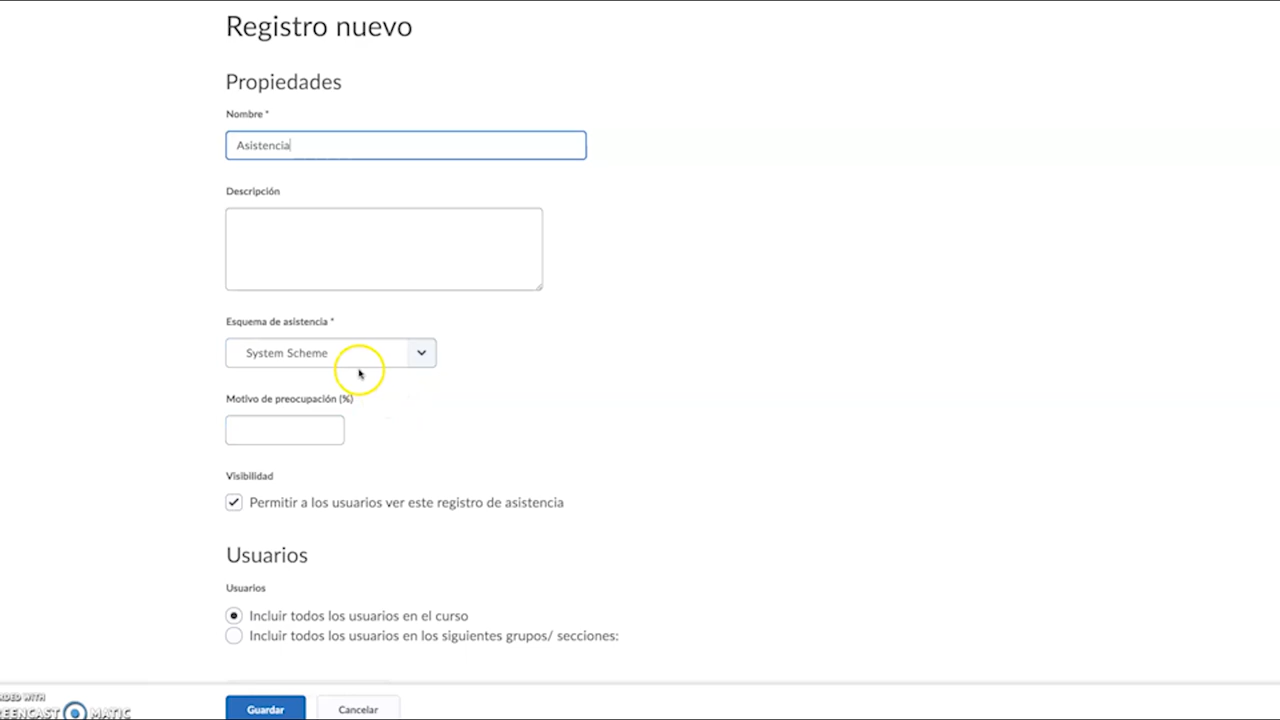 Registro nuevo
Propiedades
Nombre *
Asistencia
Descripción
Esquema de asistencia *
System Scheme
Motivo de preocupación (%)
Visibilidad
Permitir a los usuarios ver este registro de asistencia
Usuarios
Usuarios
Incluir todos los usuarios en el curso
Incluir todos los usuarios en los siguientes grupos/ secciones:
Guardar Cancelar
MATIC